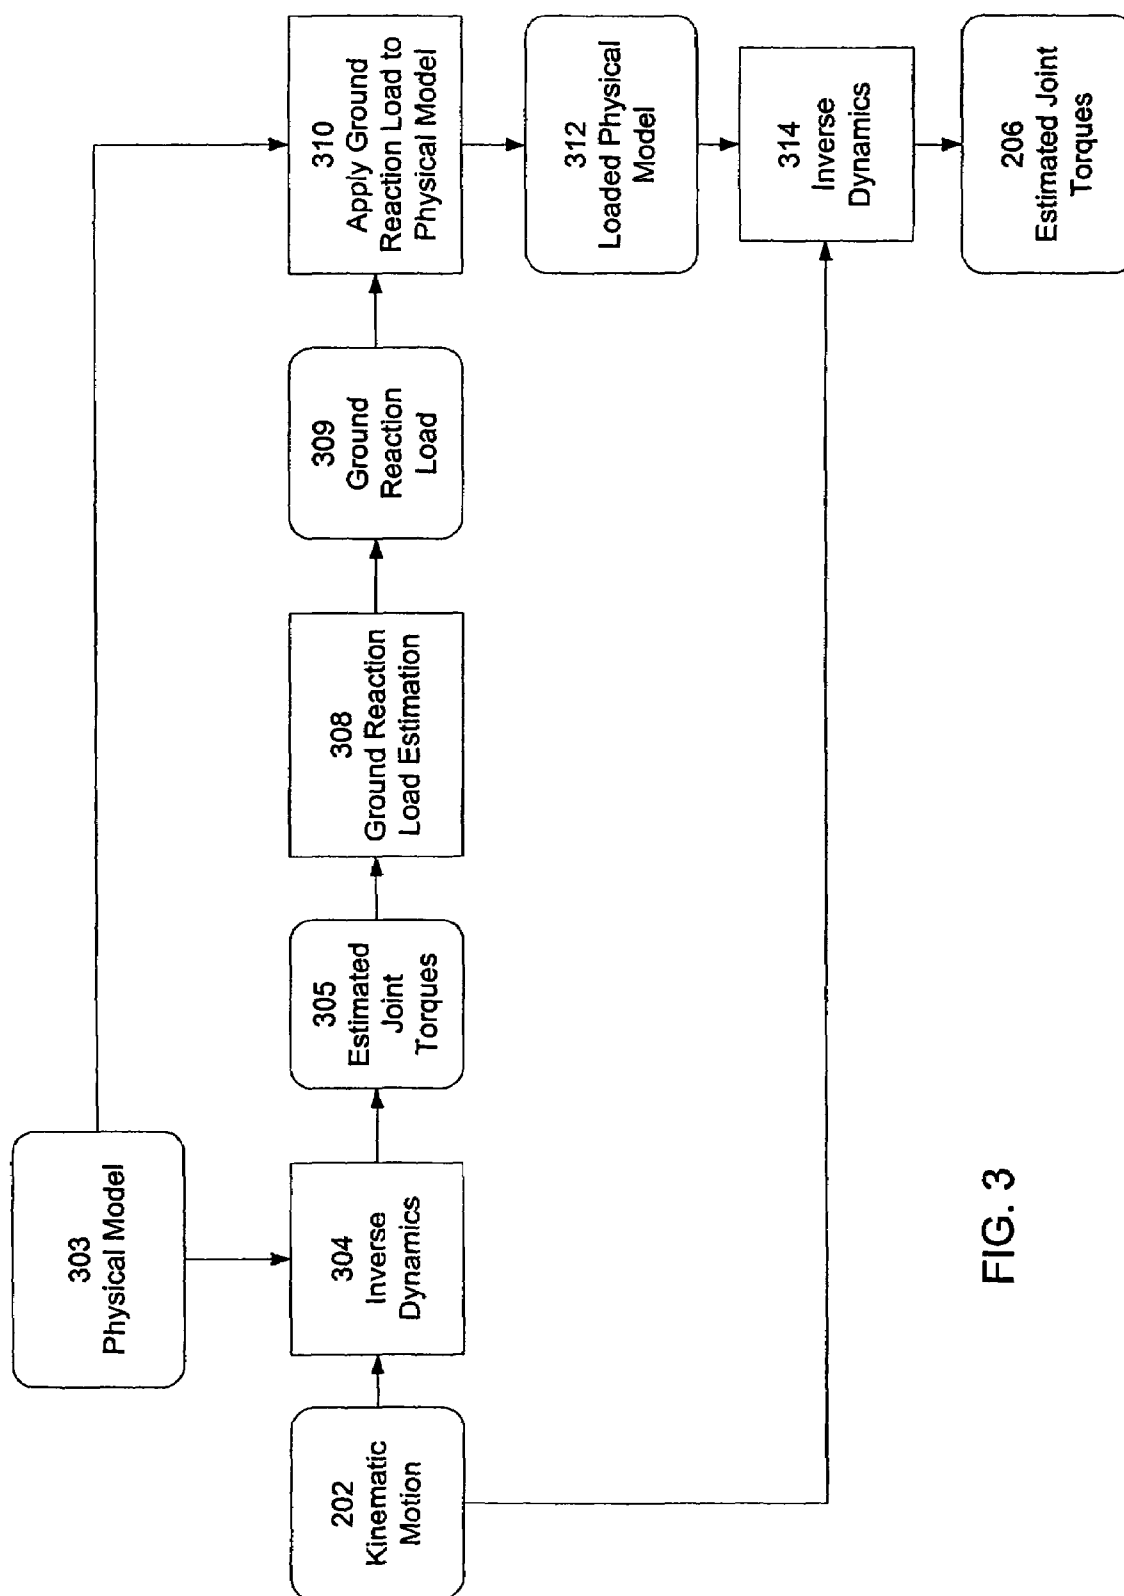 303
Physical Model
202
Kinematic
Motion
304
Inverse
Dynamics
305
Estimated
Joint
Torques
308
Ground Reaction
Load Estimation
309
Ground
Reaction
Load
310
Apply Ground
Reaction Load to
Physical Model
312
Loaded Physical
Model
314
Inverse
Dynamics
206
Estimated Joint
Torques
FIG. 3